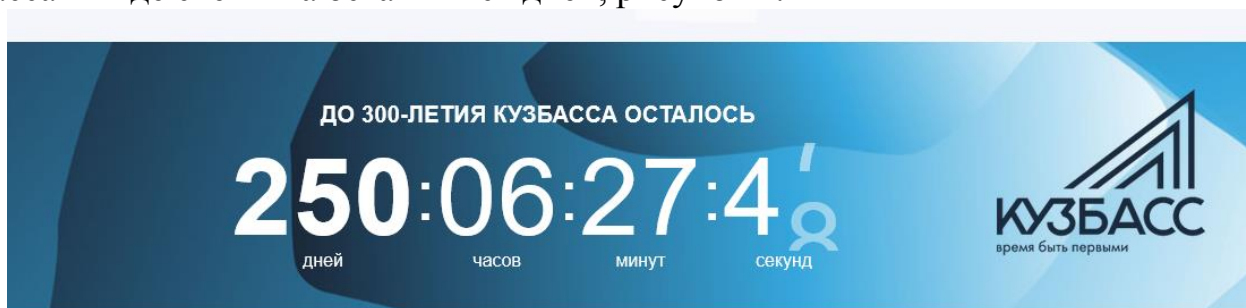 ДО 300-ЛЕТИЯ КУЗБАССА ОСТАЛОСЬ
250:06:27:4
дней часов минут секунд
КУЗБАСС
время быть первыми